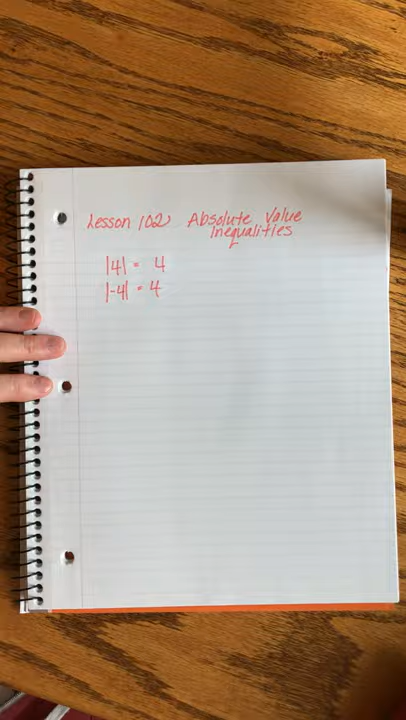 Lesson 102 Absolute Value
Inequalities
|4| = 4
|-4| = 4